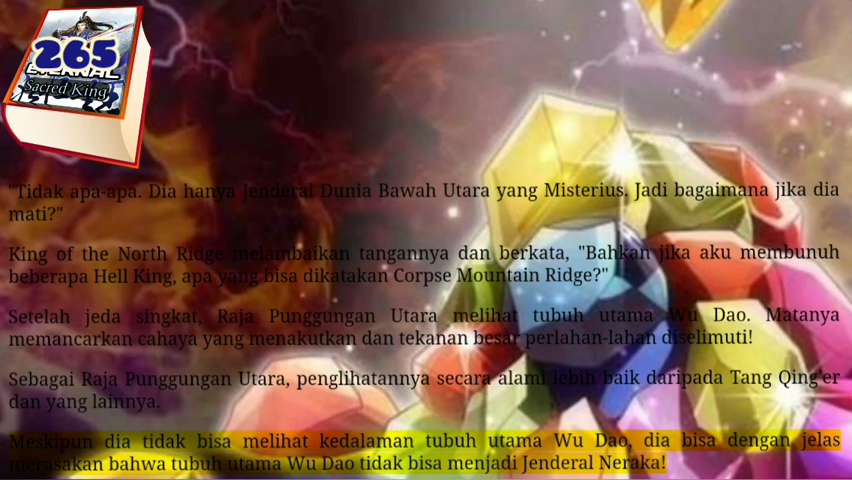 265
ETERNAL
Sacred King
"Tidak apa-apa. Dia hanya Jenderal Dunia Bawah Utara yang Misterius. Jadi bagaimana jika dia
mati?"
King of the North Ridge melambaikan tangannya dan berkata, "Bahkan jika aku membunuh
beberapa Hell King, apa yang bisa dikatakan Corpse Mountain Ridge?"
Setelah jeda singkat, Raja Punggungan Utara melihat tubuh utama Wu Dao. Matanya
memancarkan cahaya yang menakutkan dan tekanan besar perlahan-lahan diselimuti!
Sebagai Raja Punggungan Utara, penglihatannya secara alami lebih baik daripada Tang Qing'er
dan yang lainnya.
Meskipun dia tidak bisa melihat kedalaman tubuh utama Wu Dao, dia bisa dengan jelas
merasakan bahwa tubuh utama Wu Dao tidak bisa menjadi Jenderal Neraka!